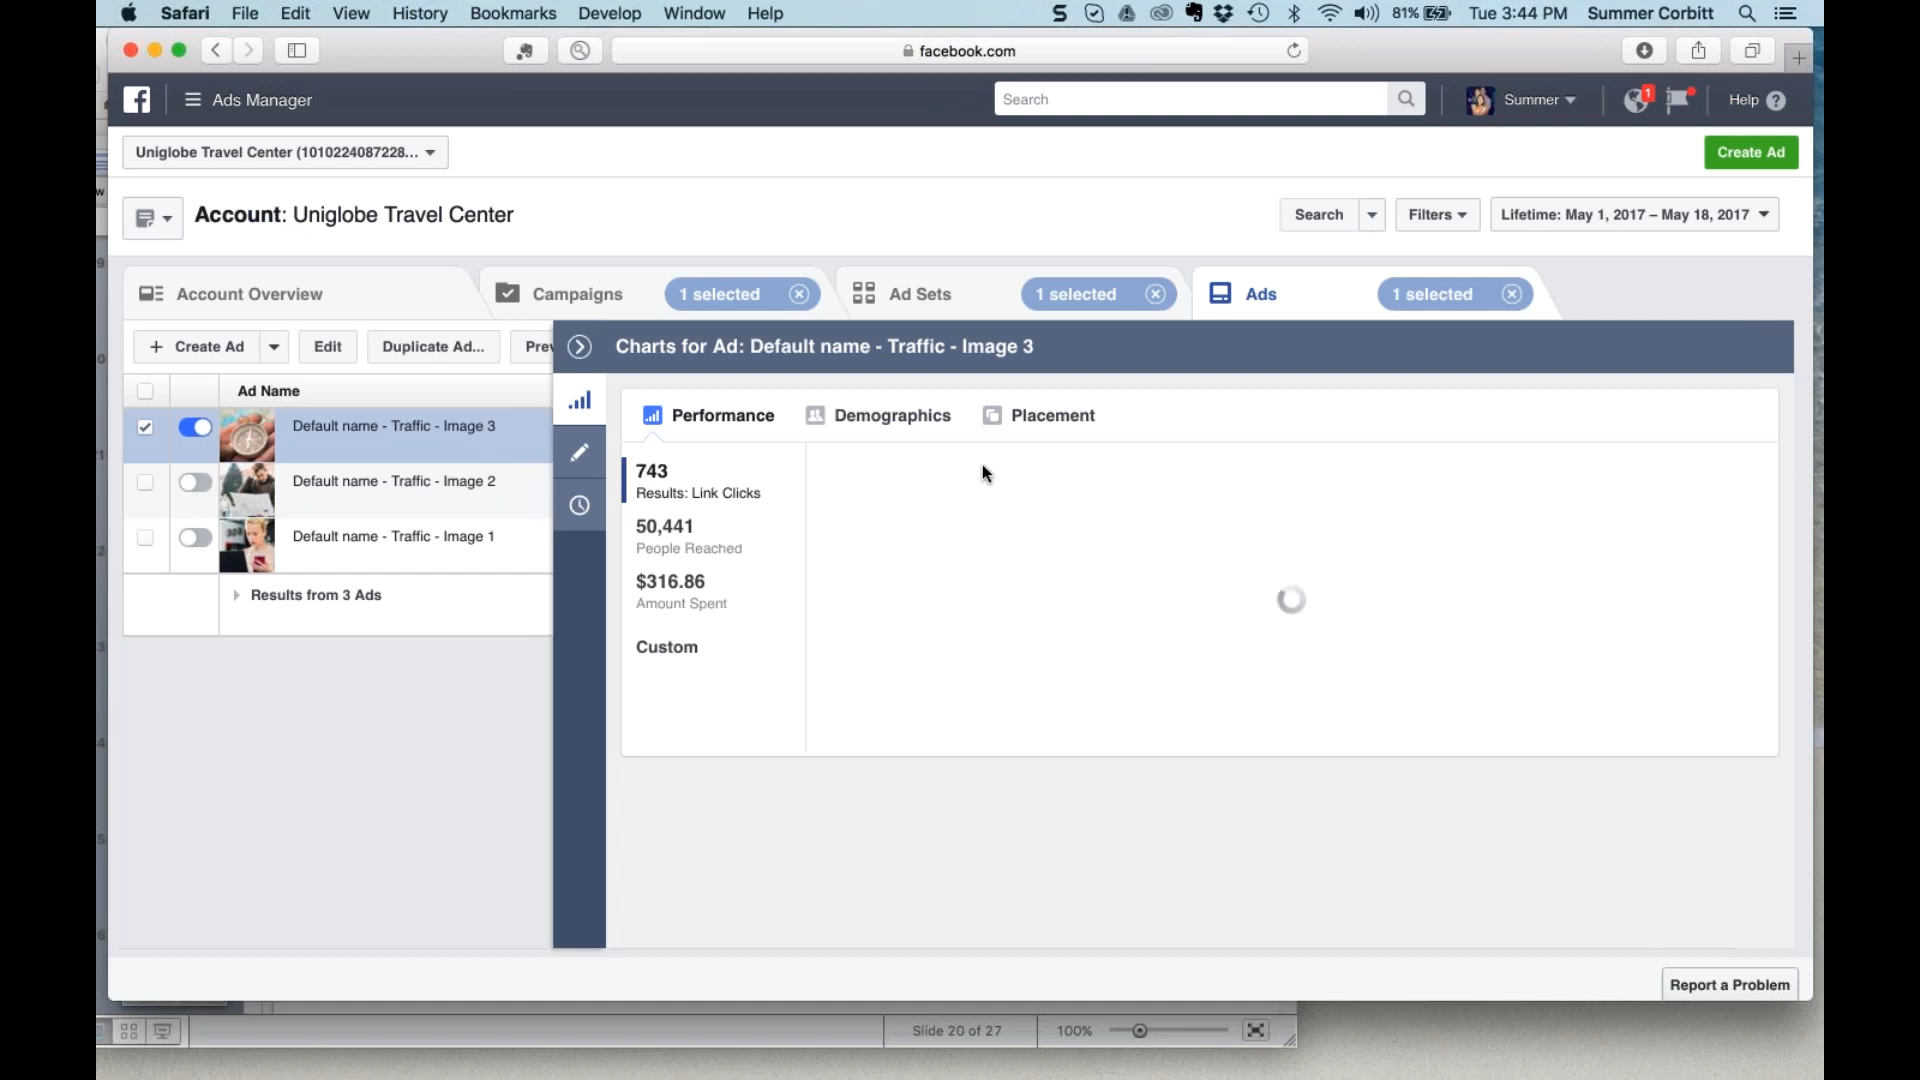 Safari File Edit View History Bookmarks Develop Window Help 81% Tue 3:44 PM Summer Corbitt
facebook.com
Ads Manager Search Summer 1 Help ?
Uniglobe Travel Center (1010224087228... Create Ad
Account: Uniglobe Travel Center Search Filters Lifetime: May 1, 2017 – May 18, 2017
Account Overview Campaigns 1 selected Ad Sets 1 selected Ads 1 selected
+ Create Ad Edit Duplicate Ad... Prev
Charts for Ad: Default name - Traffic - Image 3
Ad Name
Performance Demographics Placement
Default name - Traffic - Image 3
Default name - Traffic - Image 2
Default name - Traffic - Image 1
Results from 3 Ads
743
Results: Link Clicks
50,441
People Reached
$316.86
Amount Spent
Custom
Report a Problem
Slide 20 of 27 100%